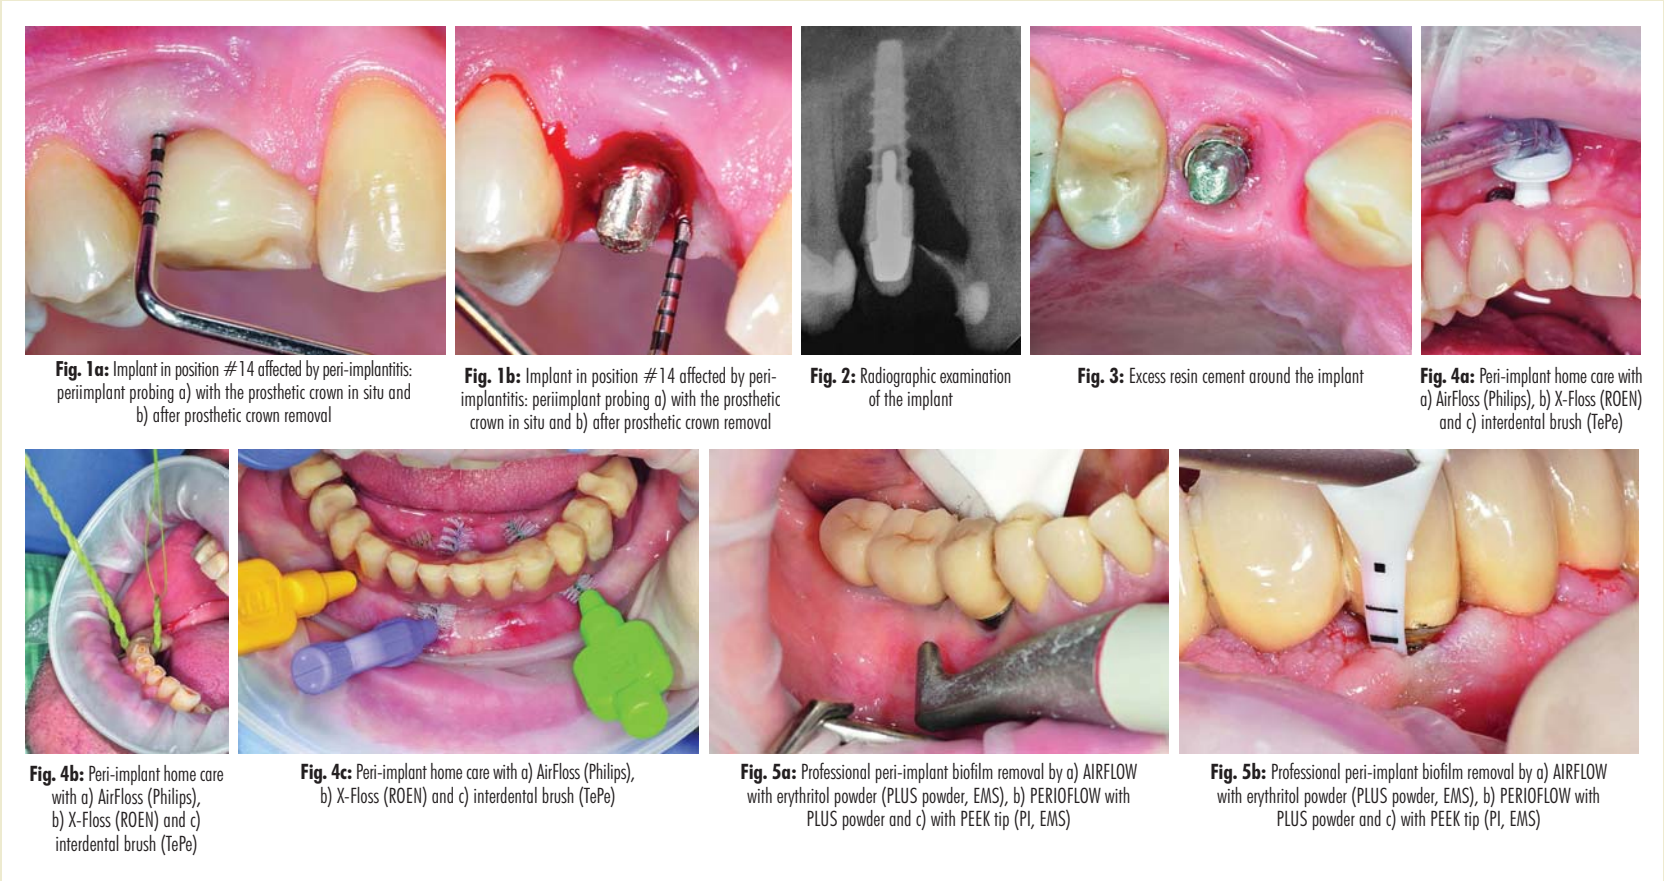 Fig. 1a: Implant in position #14 affected by peri-implantitis:
periimplant probing a) with the prosthetic crown in situ and
b) after prosthetic crown removal
Fig. 1b: Implant in position #14 affected by peri-
implantitis: periimplant probing a) with the prosthetic
crown in situ and b) after prosthetic crown removal
Fig. 2: Radiographic examination
of the implant
Fig. 3: Excess resin cement around the implant
Fig. 4a: Peri-implant home care with
a) AirFloss (Philips), b) X-Floss (ROEN)
and c) interdental brush (TePe)
Fig. 4b: Peri-implant home care
with a) AirFloss (Philips),
b) X-Floss (ROEN) and c)
interdental brush (TePe)
Fig. 4c: Peri-implant home care with a) AirFloss (Philips),
b) X-Floss (ROEN) and c) interdental brush (TePe)
Fig. 5a: Professional peri-implant biofilm removal by a) AIRFLOW
with erythritol powder (PLUS powder, EMS), b) PERIOFLOW with
PLUS powder and c) with PEEK tip (PI, EMS)
Fig. 5b: Professional peri-implant biofilm removal by a) AIRFLOW
with erythritol powder (PLUS powder, EMS), b) PERIOFLOW with
PLUS powder and c) with PEEK tip (PI, EMS)